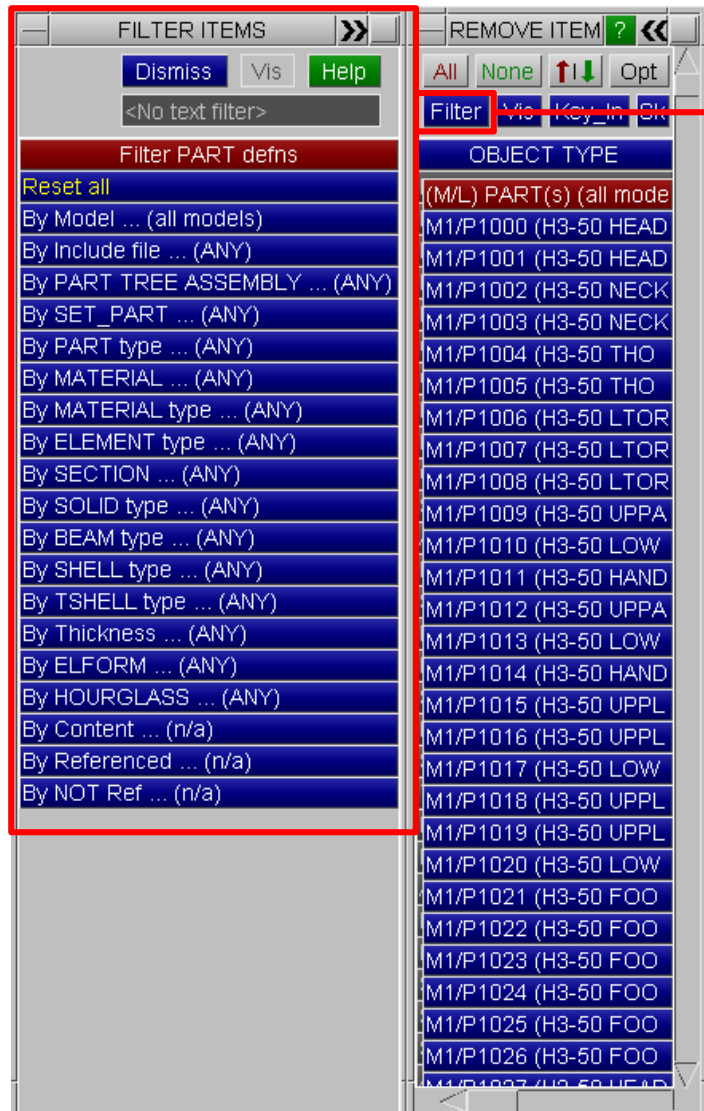 FILTER ITEMS
Dismiss Vis Help
<No text filter>
Filter PART defns
Reset all
By Model ... (all models)
By Include file ... (ANY)
By PART TREE ASSEMBLY ... (ANY)
By SET_PART ... (ANY)
By PART type ... (ANY)
By MATERIAL ... (ANY)
By MATERIAL type ... (ANY)
By ELEMENT type ... (ANY)
By SECTION ... (ANY)
By SOLID type ... (ANY)
By BEAM type ... (ANY)
By SHELL type ... (ANY)
By TSHELL type ... (ANY)
By Thickness ... (ANY)
By ELFORM ... (ANY)
By HOURGLASS ... (ANY)
By Content ... (n/a)
By Referenced ... (n/a)
By NOT Ref ... (n/a)
REMOVE ITEM ?
All None Opt
Filter Vis Key_In Sk
OBJECT TYPE
(M/L) PART(s) (all mode
M1/P1000 (H3-50 HEAD
M1/P1001 (H3-50 HEAD
M1/P1002 (H3-50 NECK
M1/P1003 (H3-50 NECK
M1/P1004 (H3-50 THO
M1/P1005 (H3-50 THO
M1/P1006 (H3-50 LTOR
M1/P1007 (H3-50 LTOR
M1/P1008 (H3-50 LTOR
M1/P1009 (H3-50 UPPA
M1/P1010 (H3-50 LOW
M1/P1011 (H3-50 HAND
M1/P1012 (H3-50 UPPA
M1/P1013 (H3-50 LOW
M1/P1014 (H3-50 HAND
M1/P1015 (H3-50 UPPL
M1/P1016 (H3-50 UPPL
M1/P1017 (H3-50 LOW
M1/P1018 (H3-50 UPPL
M1/P1019 (H3-50 UPPL
M1/P1020 (H3-50 LOW
M1/P1021 (H3-50 FOO
M1/P1022 (H3-50 FOO
M1/P1023 (H3-50 FOO
M1/P1024 (H3-50 FOO
M1/P1025 (H3-50 FOO
M1/P1026 (H3-50 FOO
M1/P1027 (H3-50 HEAD